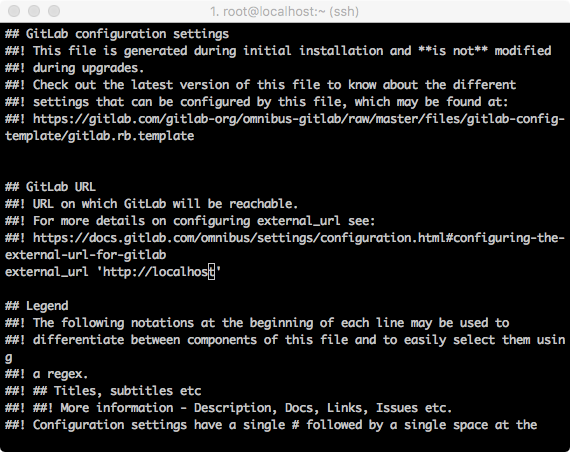 1. root@localhost:~ (ssh)
## GitLab configuration settings
##! This file is generated during initial installation and **is not** modified
##! during upgrades.
##! Check out the latest version of this file to know about the different
##! settings that can be configured by this file, which may be found at:
##! https://gitlab.com/gitlab-org/omnibus-gitlab/raw/master/files/gitlab-config-
template/gitlab.rb.template
## GitLab URL
##! URL on which GitLab will be reachable.
##! For more details on configuring external_url see:
##! https://docs.gitlab.com/omnibus/settings/configuration.html#configuring-the-
external-url-for-gitlab
external_url 'http://localhost'
## Legend
##! The following notations at the beginning of each line may be used to
##! differentiate between components of this file and to easily select them usin
g
##! a regex.
##! ## Titles, subtitles etc
##! ##! More information - Description, Docs, Links, Issues etc.
##! Configuration settings have a single # followed by a single space at the